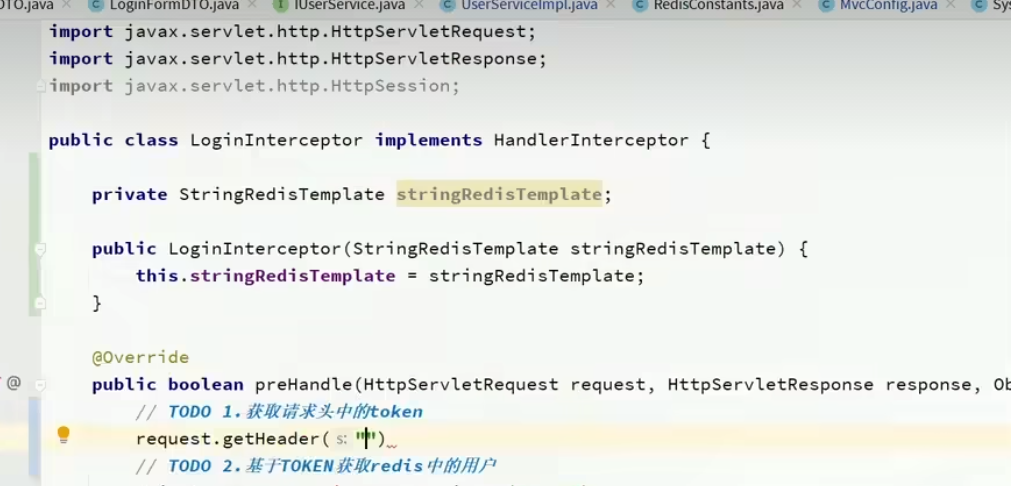 TO.java LoginFormDTO.java IUserService.java UserServiceImpl.java RedisConstants.java MvcConfig.java Sy
import javax.servlet.http.HttpServletRequest;
import javax.servlet.http.HttpServletResponse;
import javax.servlet.http.HttpSession;
public class LoginInterceptor implements HandlerInterceptor {
private StringRedisTemplate stringRedisTemplate;
public LoginInterceptor(StringRedisTemplate stringRedisTemplate) {
this.stringRedisTemplate = stringRedisTemplate;
}
@Override
public boolean preHandle(HttpServletRequest request, HttpServletResponse response, Ob
// TODO 1.获取请求头中的token
request.getHeader( s: "")
// TODO 2.基于TOKEN获取redis中的用户